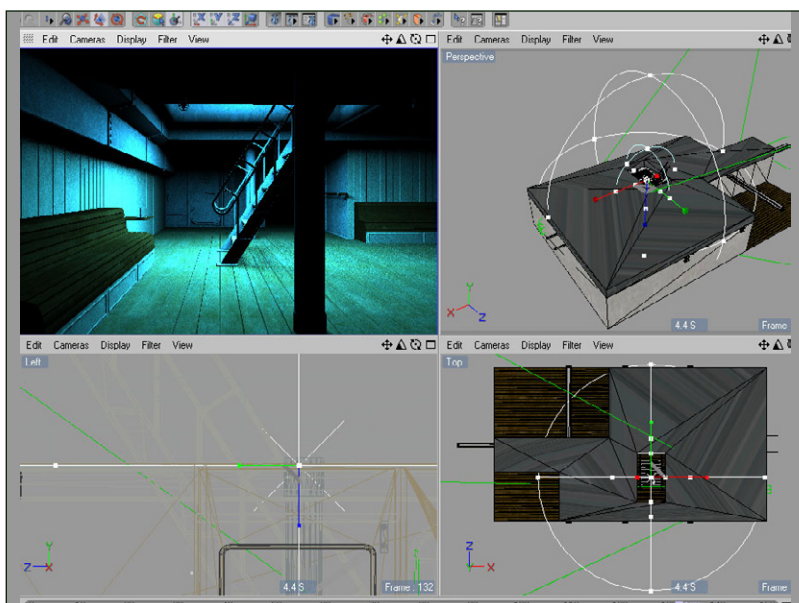 Edit Cameras Display Filter View
Edit Cameras Display Filter View
Perspective
Y
X
Z
4.4 S Frame
Edit Cameras Display Filter View
Edit Cameras Display Filter View
Left
Top
Y
Z X
4.4 S Frame : 132
Z
Y X
4.4 S Frame